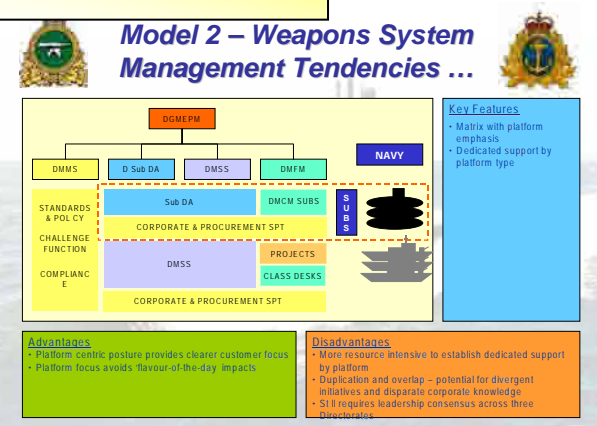 Model 2 – Weapons System
Management Tendencies …
DGMEPM
DMMS
D Sub DA
DMSS
DMFM
NAVY
STANDARDS
& POLCY
CHALLENGE
FUNCTION
COMPLIANC
E
Sub DA
DMCM SUBS
CORPORATE & PROCUREMENT SPT
S
U
B
S
DMSS
PROJECTS
CLASS DESKS
CORPORATE & PROCUREMENT SPT
Key Features
• Matrix with platform
emphasis
• Dedicated support by
platform type
Advantages
• Platform centric posture provides clearer customer focus
• Platform focus avoids 'flavour-of-the-day impacts
Disadvantages
• More resource intensive to establish dedicated support
by platform
• Duplication and overlap – potential for divergent
initiatives and disparate corporate knowledge
• Still requires leadership consensus across three
Directorates